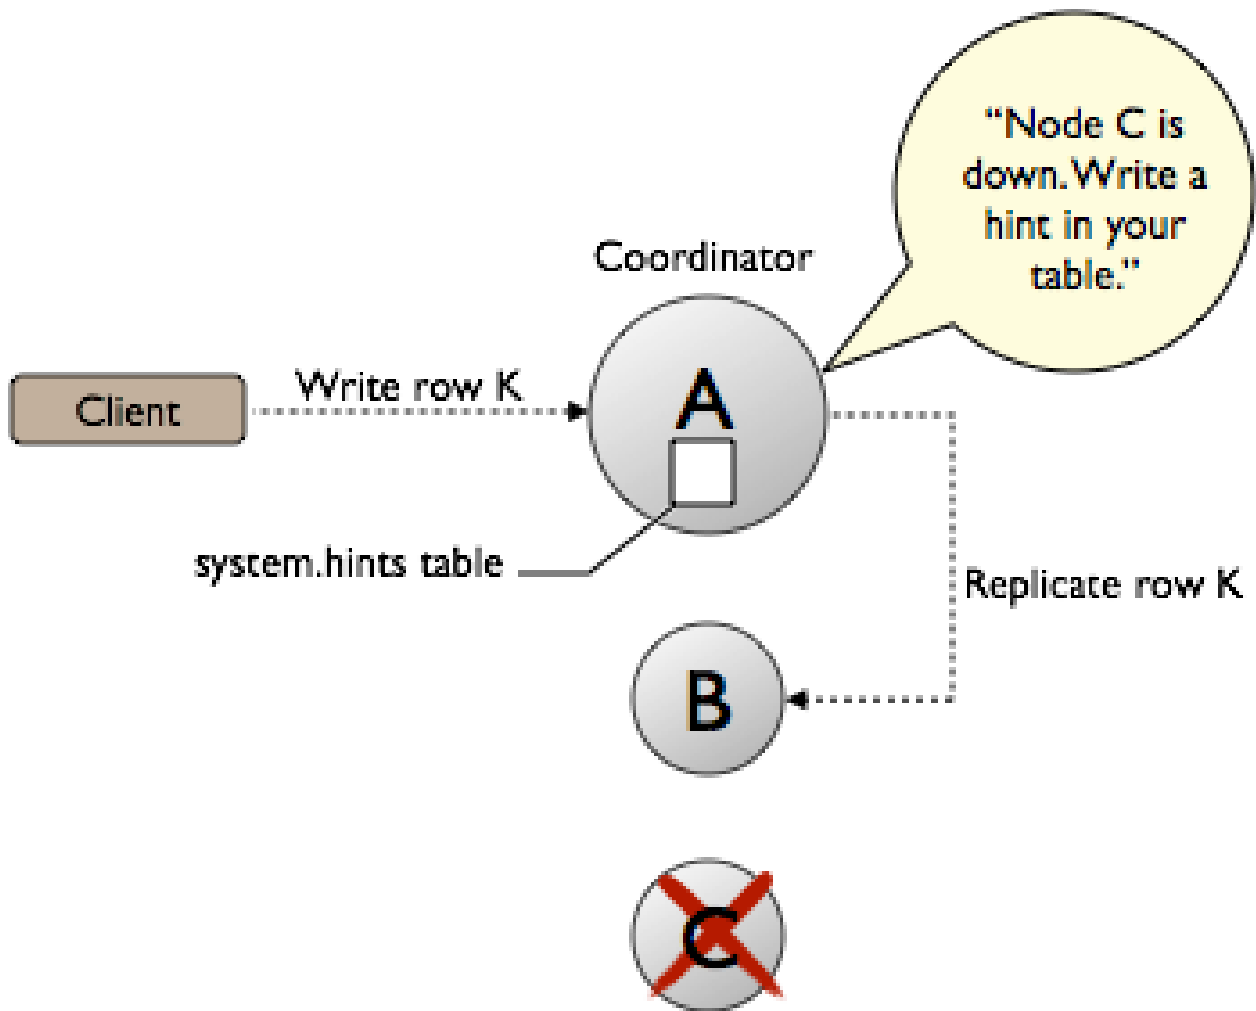 “Node C is
down. Write a
hint in your
table.”
Coordinator
Client
Write row K
A
system.hints table
Replicate row K
B
C